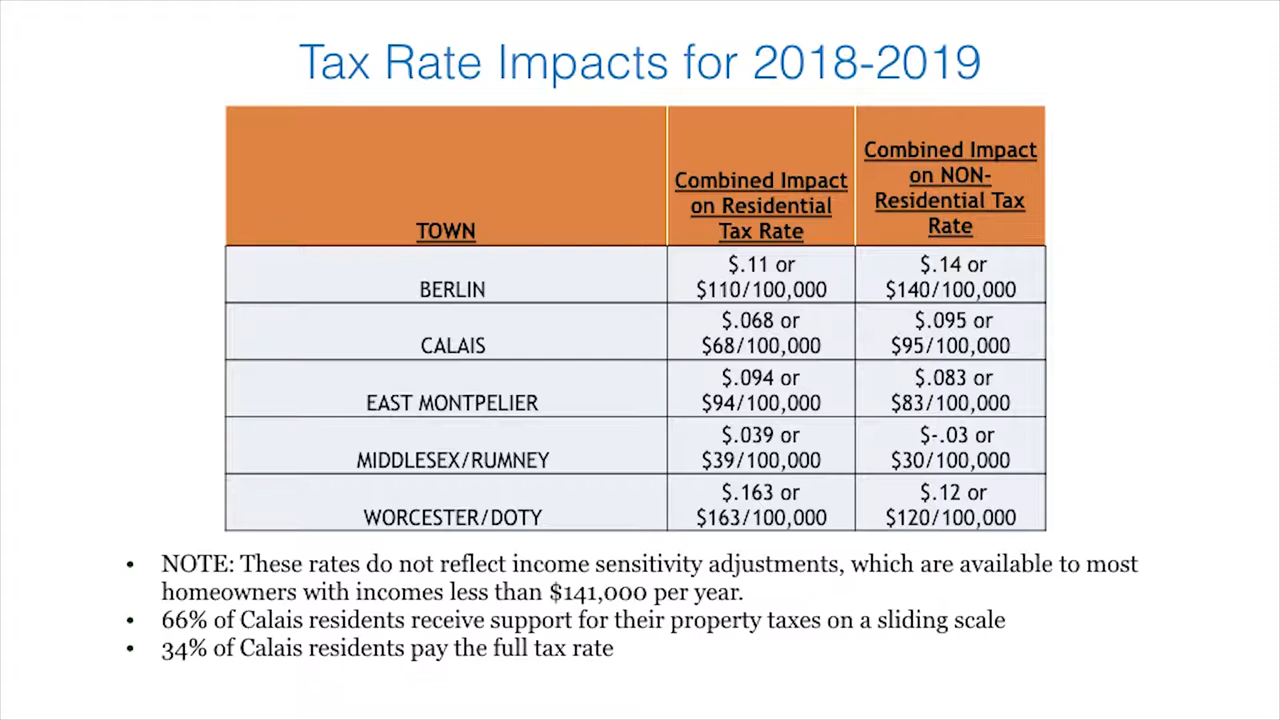 Tax Rate Impacts for 2018-2019
TOWN
Combined Impact
on Residential
Tax Rate
Combined Impact
on NON-
Residential Tax
Rate
BERLIN
$.11 or
$110/100,000
$.14 or
$140/100,000
CALAIS
$.068 or
$68/100,000
$.095 or
$95/100,000
EAST MONTPELIER
$.094 or
$94/100,000
$.083 or
$83/100,000
MIDDLESEX/RUMNEY
$.039 or
$39/100,000
$-.03 or
$30/100,000
WORCESTER/DOTY
$.163 or
$163/100,000
$.12 or
$120/100,000
• NOTE: These rates do not reflect income sensitivity adjustments, which are available to most
homeowners with incomes less than $141,000 per year.
• 66% of Calais residents receive support for their property taxes on a sliding scale
• 34% of Calais residents pay the full tax rate